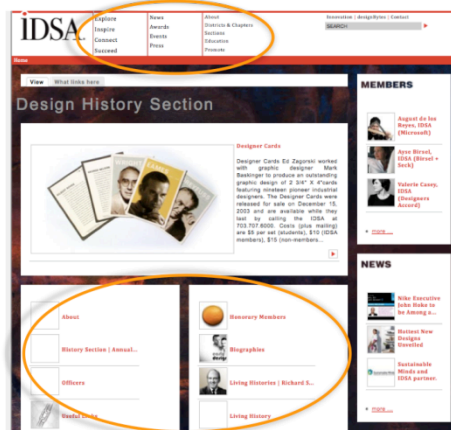 iDSA
Explore
Inspire
Connect
Succeed
News
Awards
Events
Press
About
Districts & Chapters
Sections
Education
Promote
Innovation | designBytes | Contact
SEARCH
Home
View
What links here
Design History Section
Designer Cards
Designer Cards Ed Zagorski worked
with graphic designer Mark
Seekinger to produce an outstanding
graphic design of 2 3/4" X 4"cards
featuring nineteen pioneer industrial
designers. The Designer Cards were
released for sale on December 15,
2003 and are available while they
last by calling the IDSA at
703.707.6000. Costs (plus mailing)
are $5 per set (students), $10 (IDSA
members), $15 (non-members...
About
History Section | Annual...
Officers
Useful Links
Honorary Members
Biographies
Living Histories | Richard S...
Living History
MEMBERS
August de los
Reyes, IDSA
(Microsoft)
Ayse Birsel,
IDSA (Birsel +
Seck)
Valerie Casey,
IDSA
(Designers
Accord)
more ...
NEWS
Nike Executive
John Hoke to
be Among a...
Hottest New
Designs
Unveiled
Sustainable
Minds and
IDSA partner.
more ...